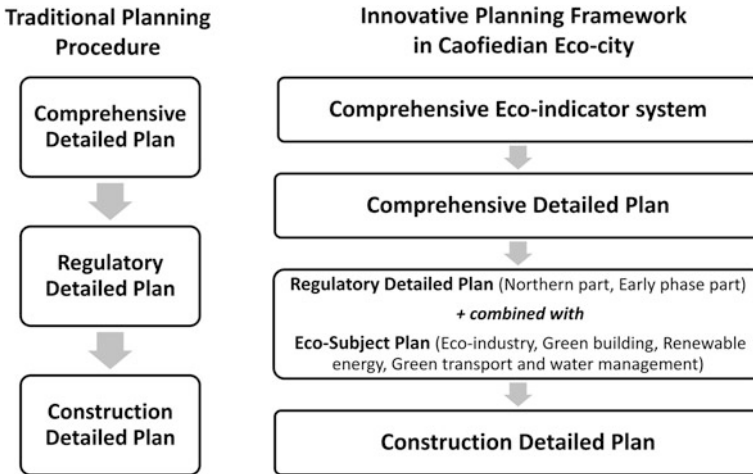 Traditional Planning
Procedure
Comprehensive
Detailed Plan
Regulatory
Detailed Plan
Construction
Detailed Plan
Innovative Planning Framework
in Caofiedian Eco-city
Comprehensive Eco-indicator system
Comprehensive Detailed Plan
Regulatory Detailed Plan (Northern part, Early phase part)
+ combined with
Eco-Subject Plan (Eco-industry, Green building, Renewable
energy, Green transport and water management)
Construction Detailed Plan